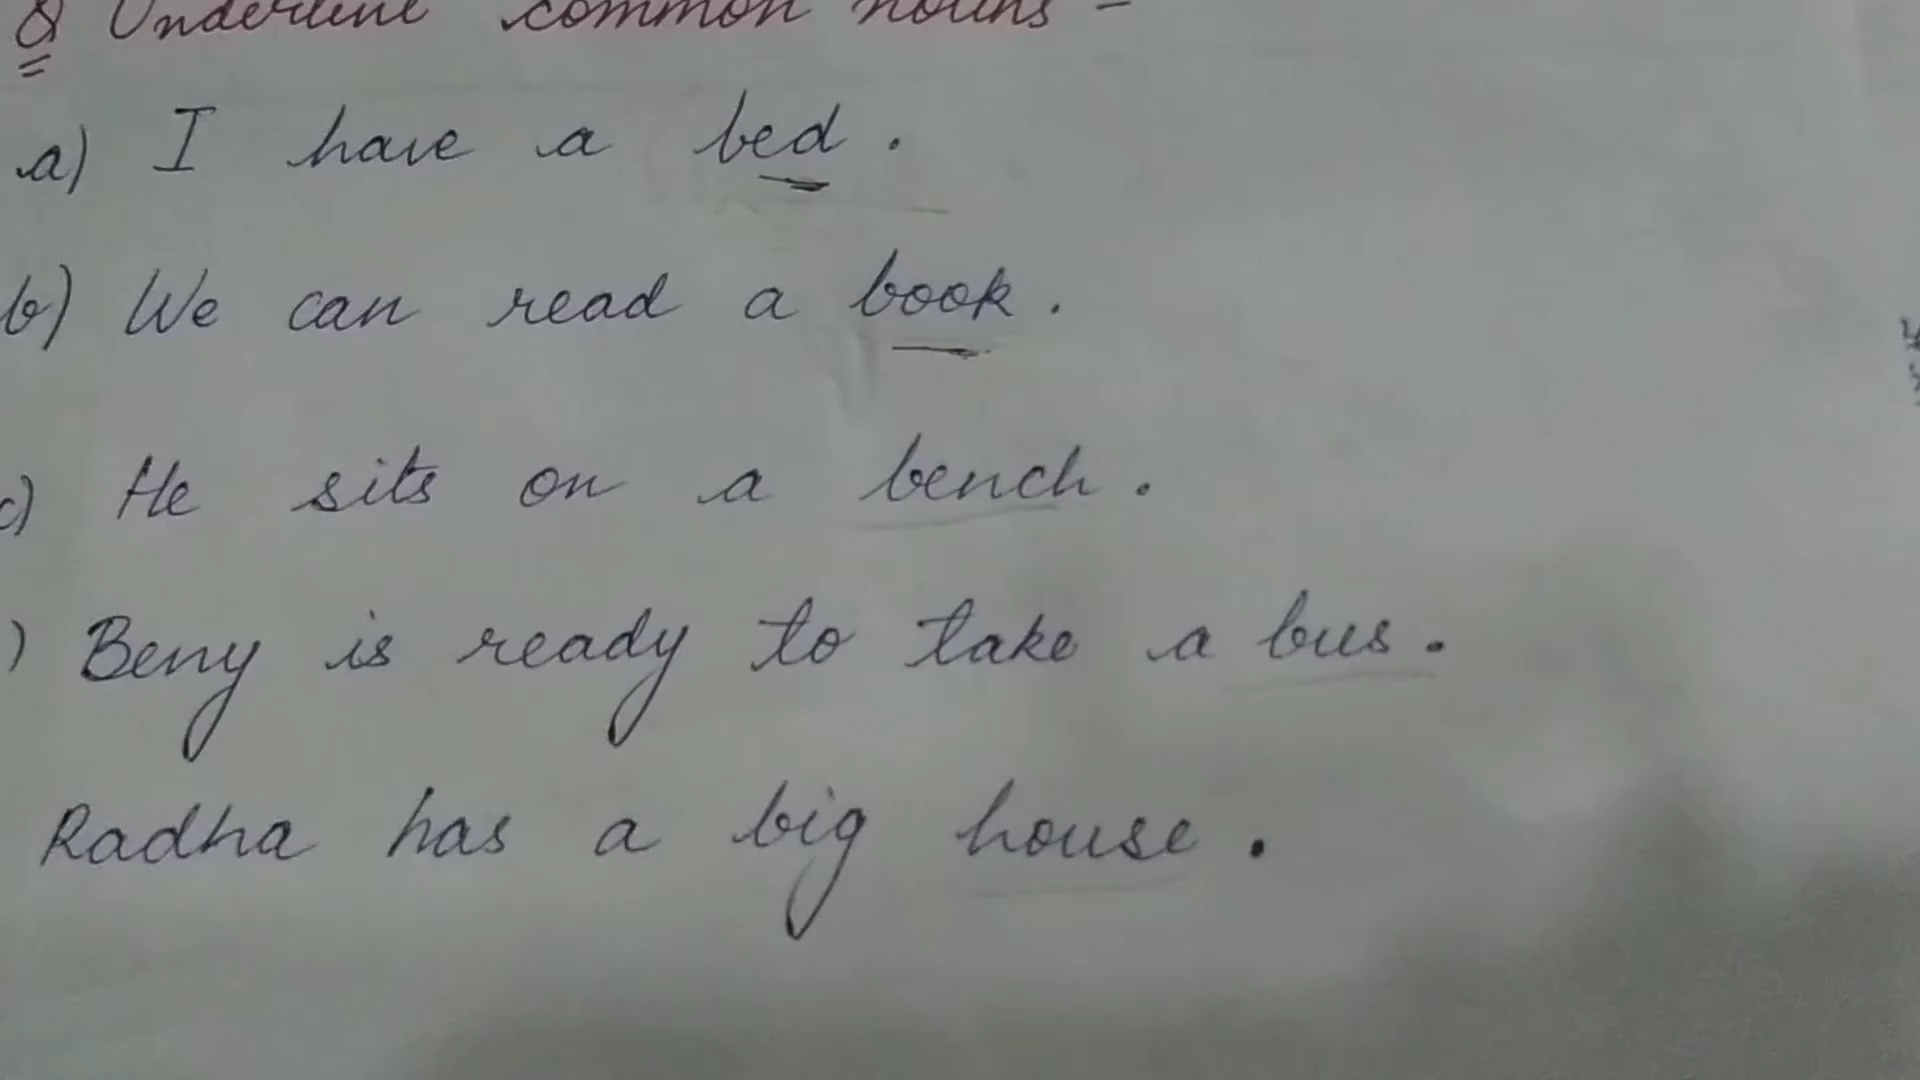 Q Underline common nouns -
a) I have a bed.
b) We can read a book.
c) He sits on a bench.
) Beny is ready to take a bus.
Radha has a big house.